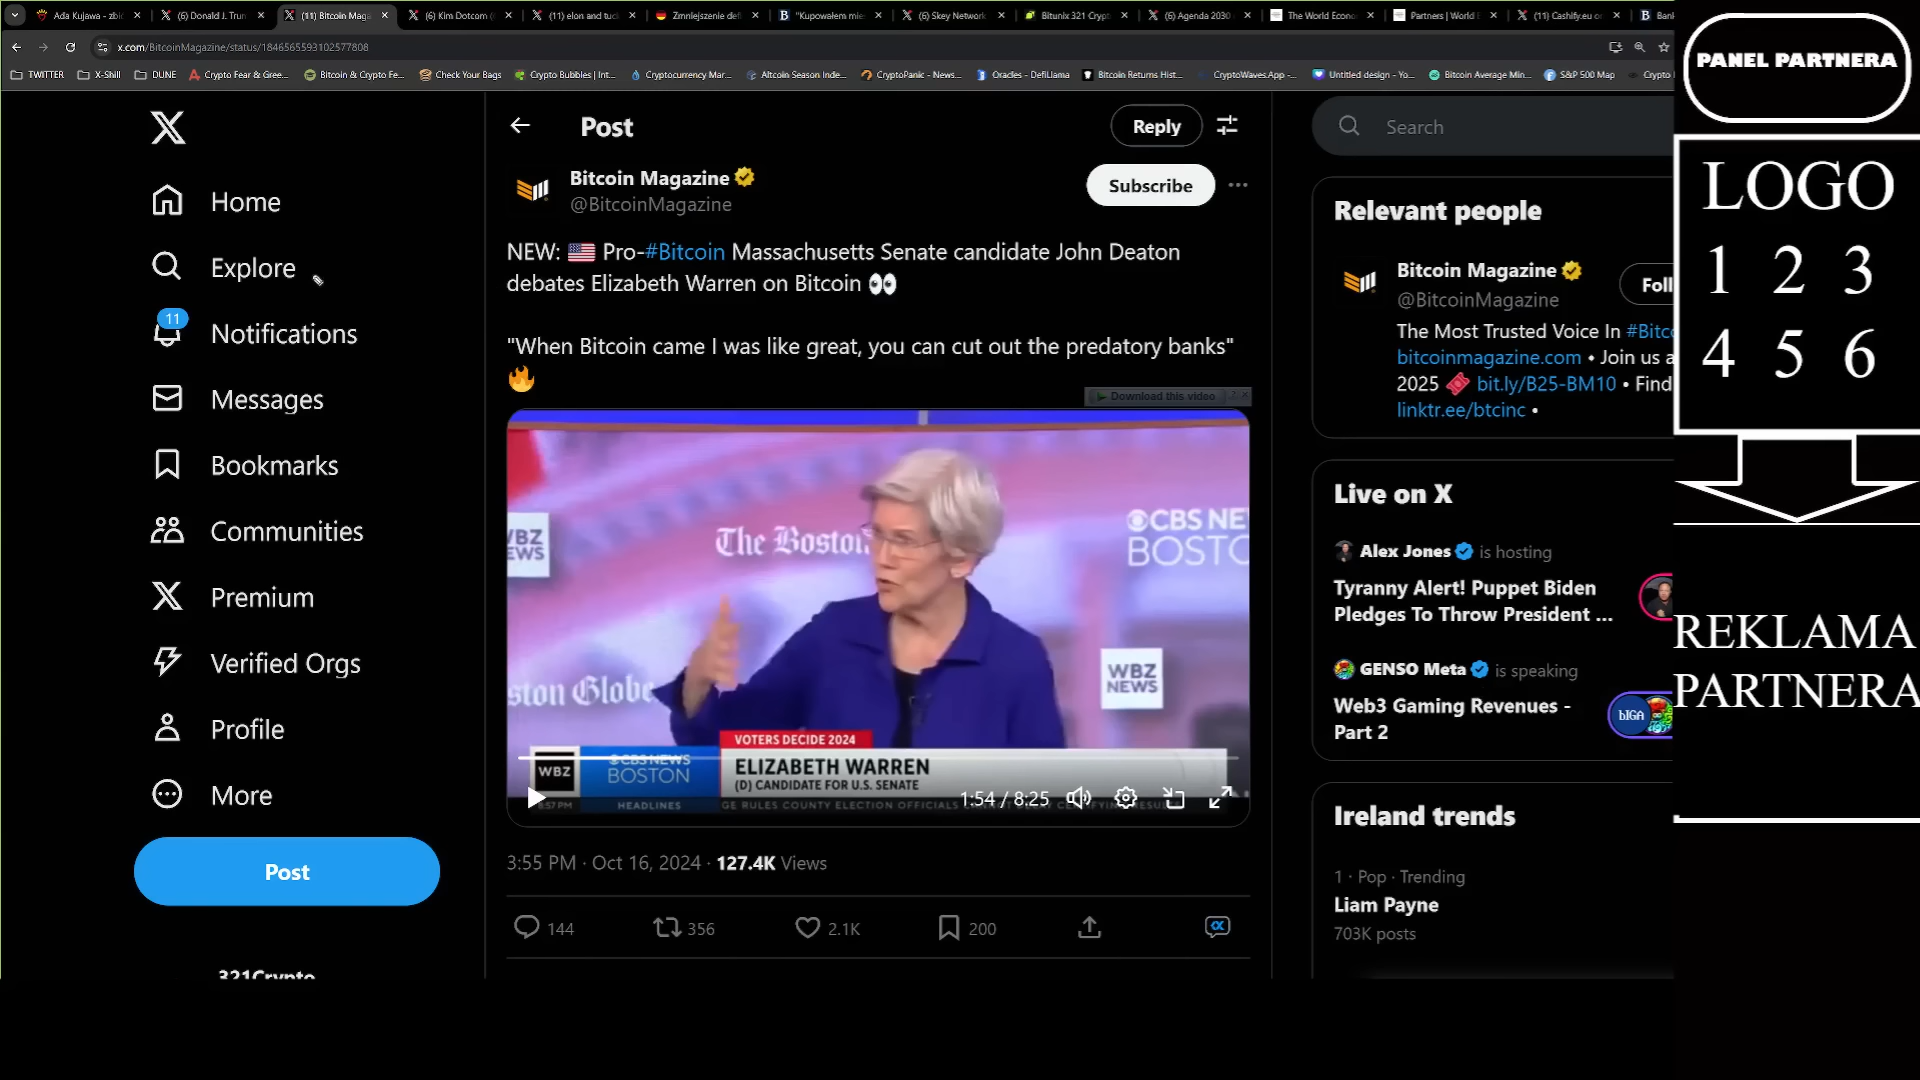 Ada Kujawa - zbi
(6) Donald J. Trun
(11) Bitcoin Maga
(6) Kim Dotcom (
(11) elon and tuc
Zmniejszenie def
"Kupowałem mie
(6) Skey Network
Bitunix 321 Crypt
(6) Agenda 2030
The World Econo
Partners | World E
(11) Cashify.eu o
Bank
x.com/BitcoinMagazine/status/1846565593102577808
TWITTER
X-Shill
DUNE
Crypto Fear & Gree...
Bitcoin & Crypto Fe...
Check Your Bags
Crypto Bubbles | Int...
Cryptocurrency Mar...
Altcoin Season Inde...
CryptoPanic - News...
Oracles - DefiLlama
Bitcoin Returns Hist...
CryptoWaves.App -...
Untitled design - Yo...
Bitcoin Average Min...
S&P 500 Map
Crypto
Home
Explore
11
Notifications
Messages
Bookmarks
Communities
Premium
Verified Orgs
Profile
More
Post
321Crypto
Post
Reply
Bitcoin Magazine
@BitcoinMagazine
Subscribe
NEW: 🇺🇸 Pro-#Bitcoin Massachusetts Senate candidate John Deaton
debates Elizabeth Warren on Bitcoin 👀
"When Bitcoin came I was like great, you can cut out the predatory banks"
🔥
Download this video
WBZ
NEWS
The Boston
CBS NE
BOSTO
ston Globe
WBZ
NEWS
VOTERS DECIDE 2024
WBZ
CBS NEWS
BOSTON
ELIZABETH WARREN
(D) CANDIDATE FOR U.S. SENATE
8:57 PM
HEADLINES
GE RULES COUNTY ELECTION OFFICIALS
1:54 / 8:25
3:55 PM · Oct 16, 2024 · 127.4K Views
144
356
2.1K
200
Search
Relevant people
Bitcoin Magazine
@BitcoinMagazine
Foll
The Most Trusted Voice In #Bitc
bitcoinmagazine.com • Join us a
2025 🎟️ bit.ly/B25-BM10 • Find
linktr.ee/btcinc •
Live on X
Alex Jones is hosting
Tyranny Alert! Puppet Biden
Pledges To Throw President ...
GENSO Meta is speaking
Web3 Gaming Revenues -
Part 2
bIGA
Ireland trends
1 · Pop · Trending
Liam Payne
703K posts
PANEL PARTNERA
LOGO
1 2 3
4 5 6
REKLAMA
PARTNERA